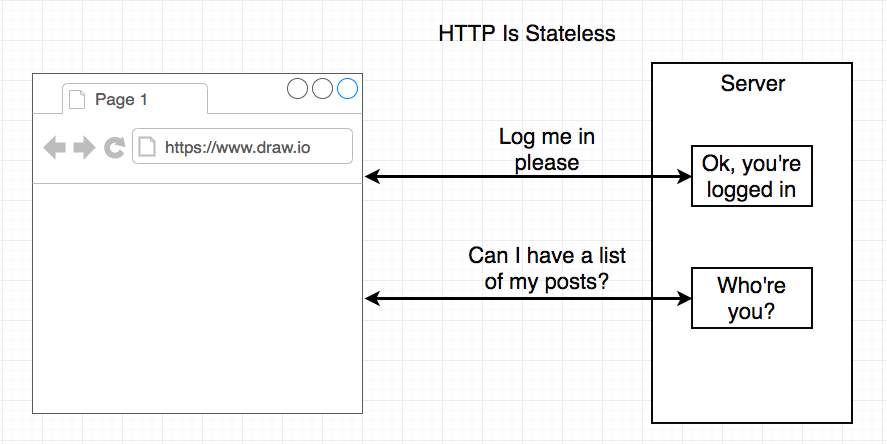 HTTP Is Stateless
Page 1
https://www.draw.io
Server
Log me in
please
Ok, you're
logged in
Can I have a list
of my posts?
Who're
you?